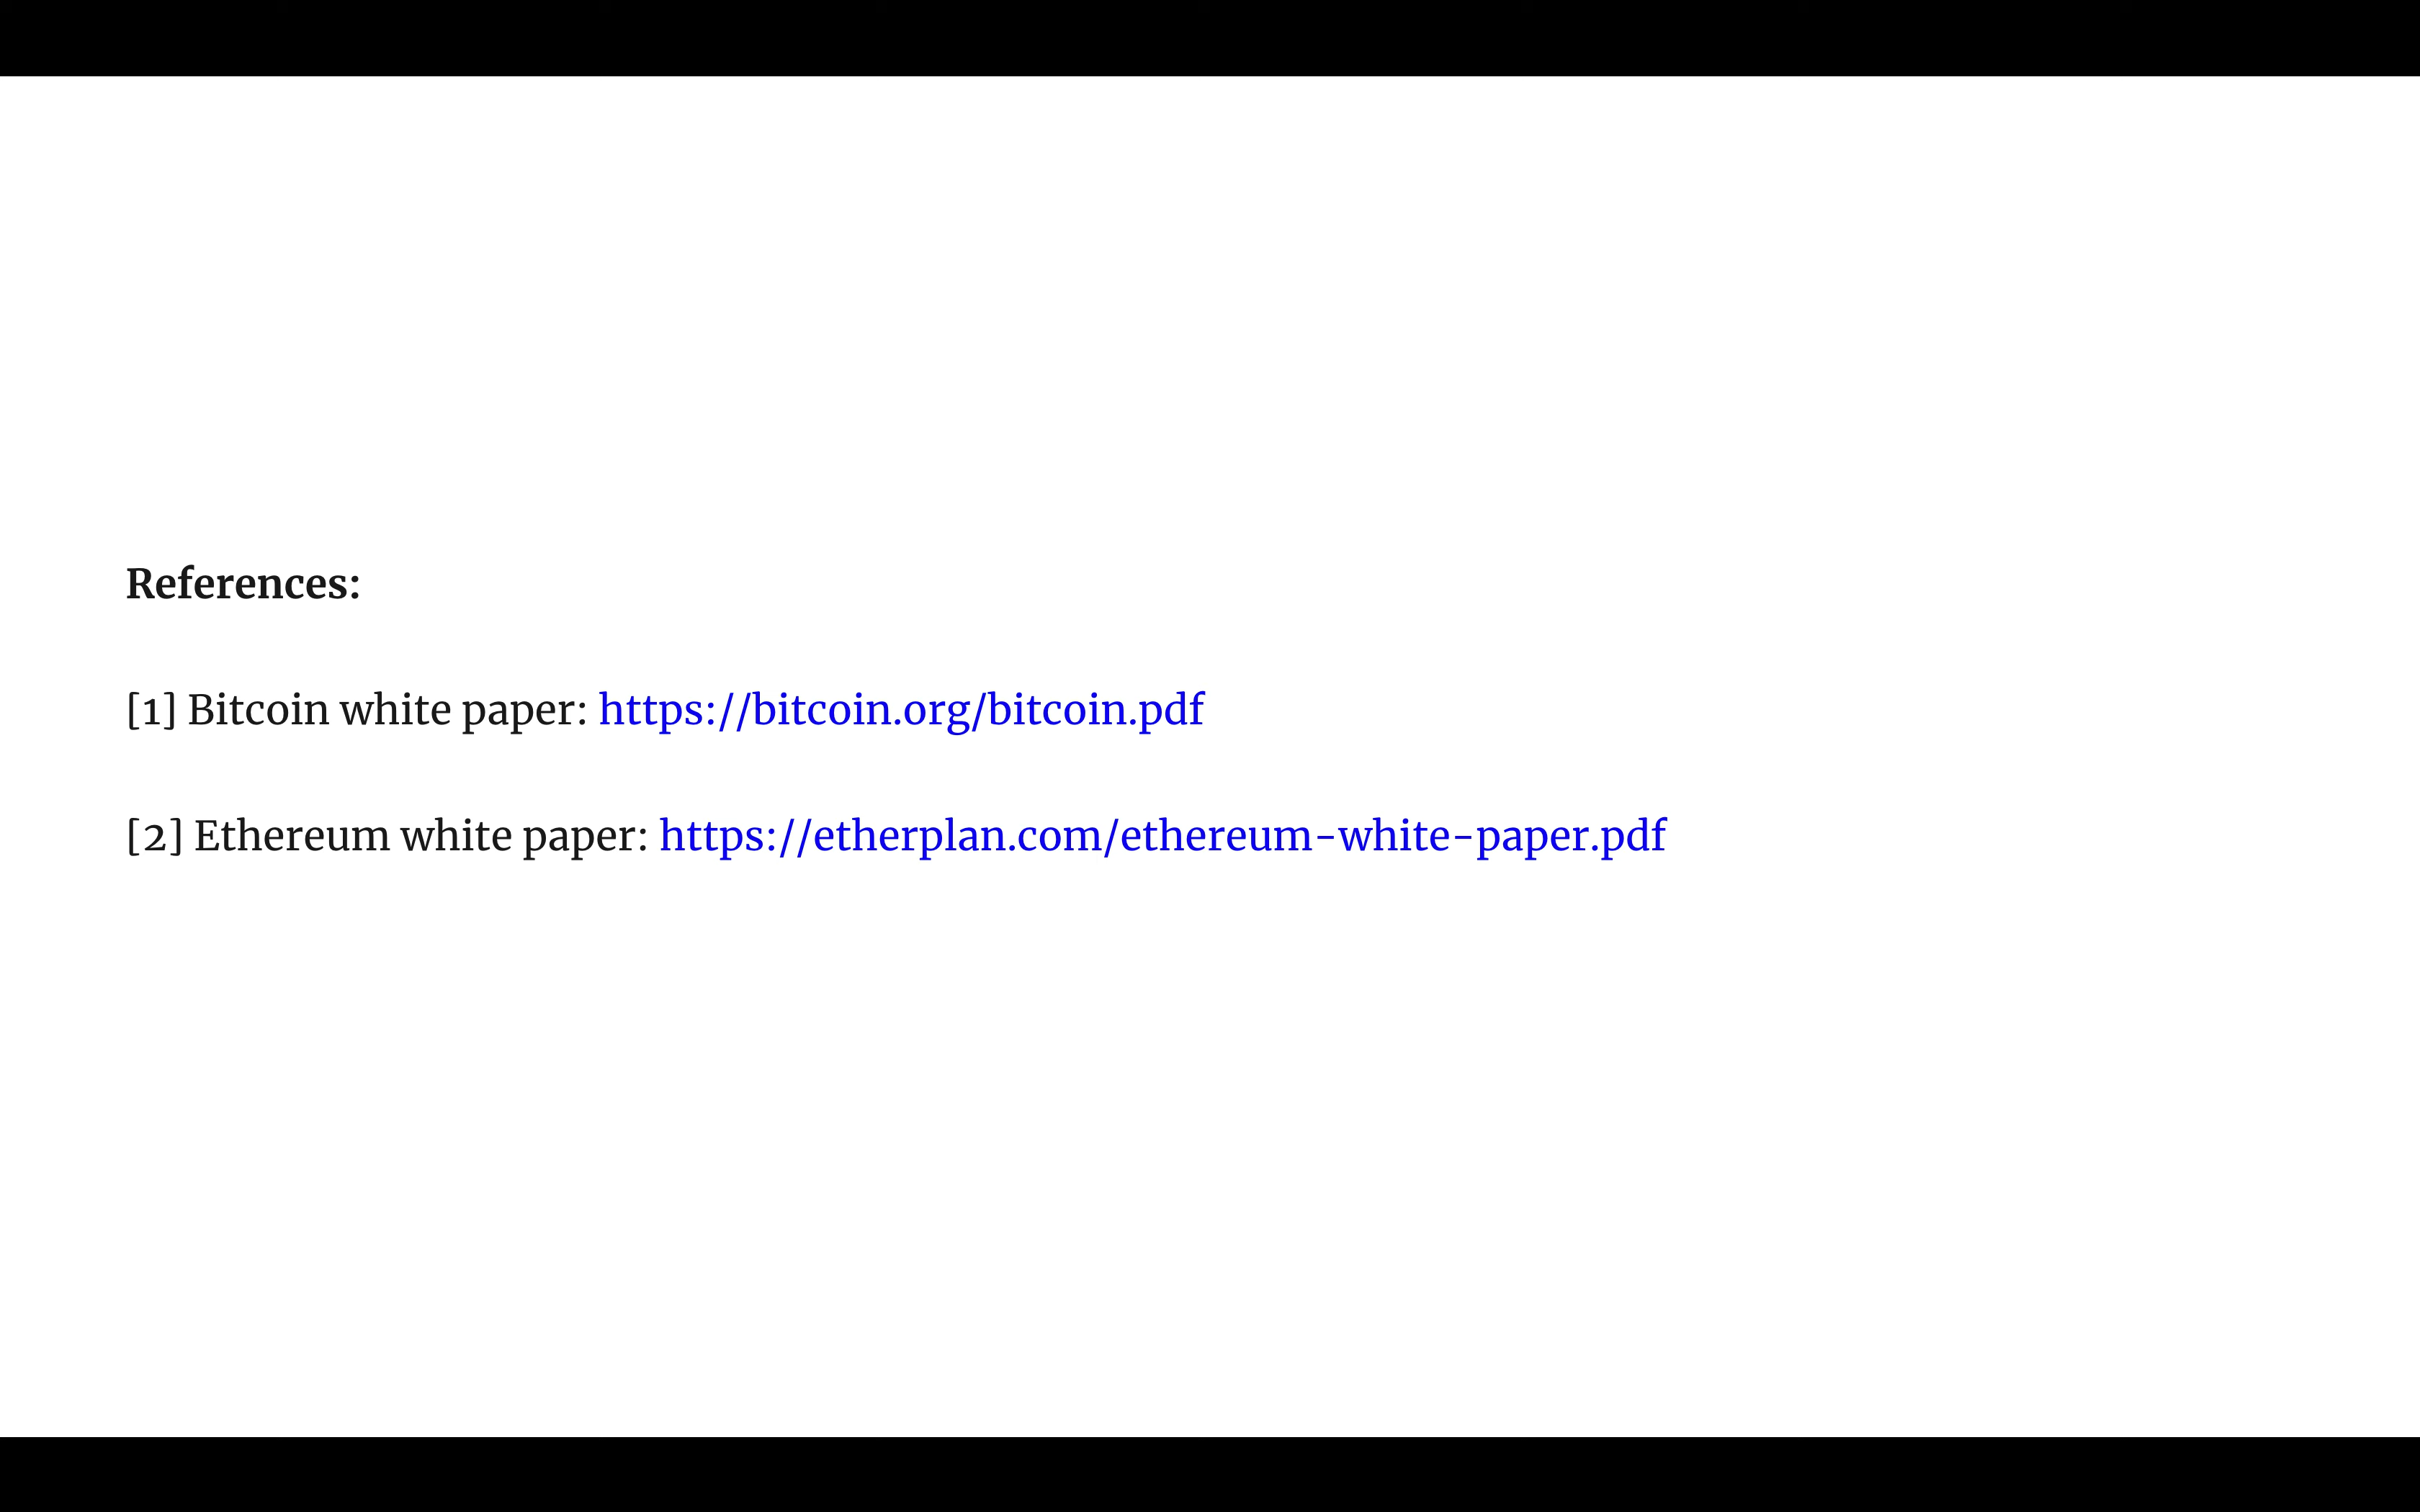 References:
[1] Bitcoin white paper: https://bitcoin.org/bitcoin.pdf
[2] Ethereum white paper: https://etherplan.com/ethereum-white-paper.pdf